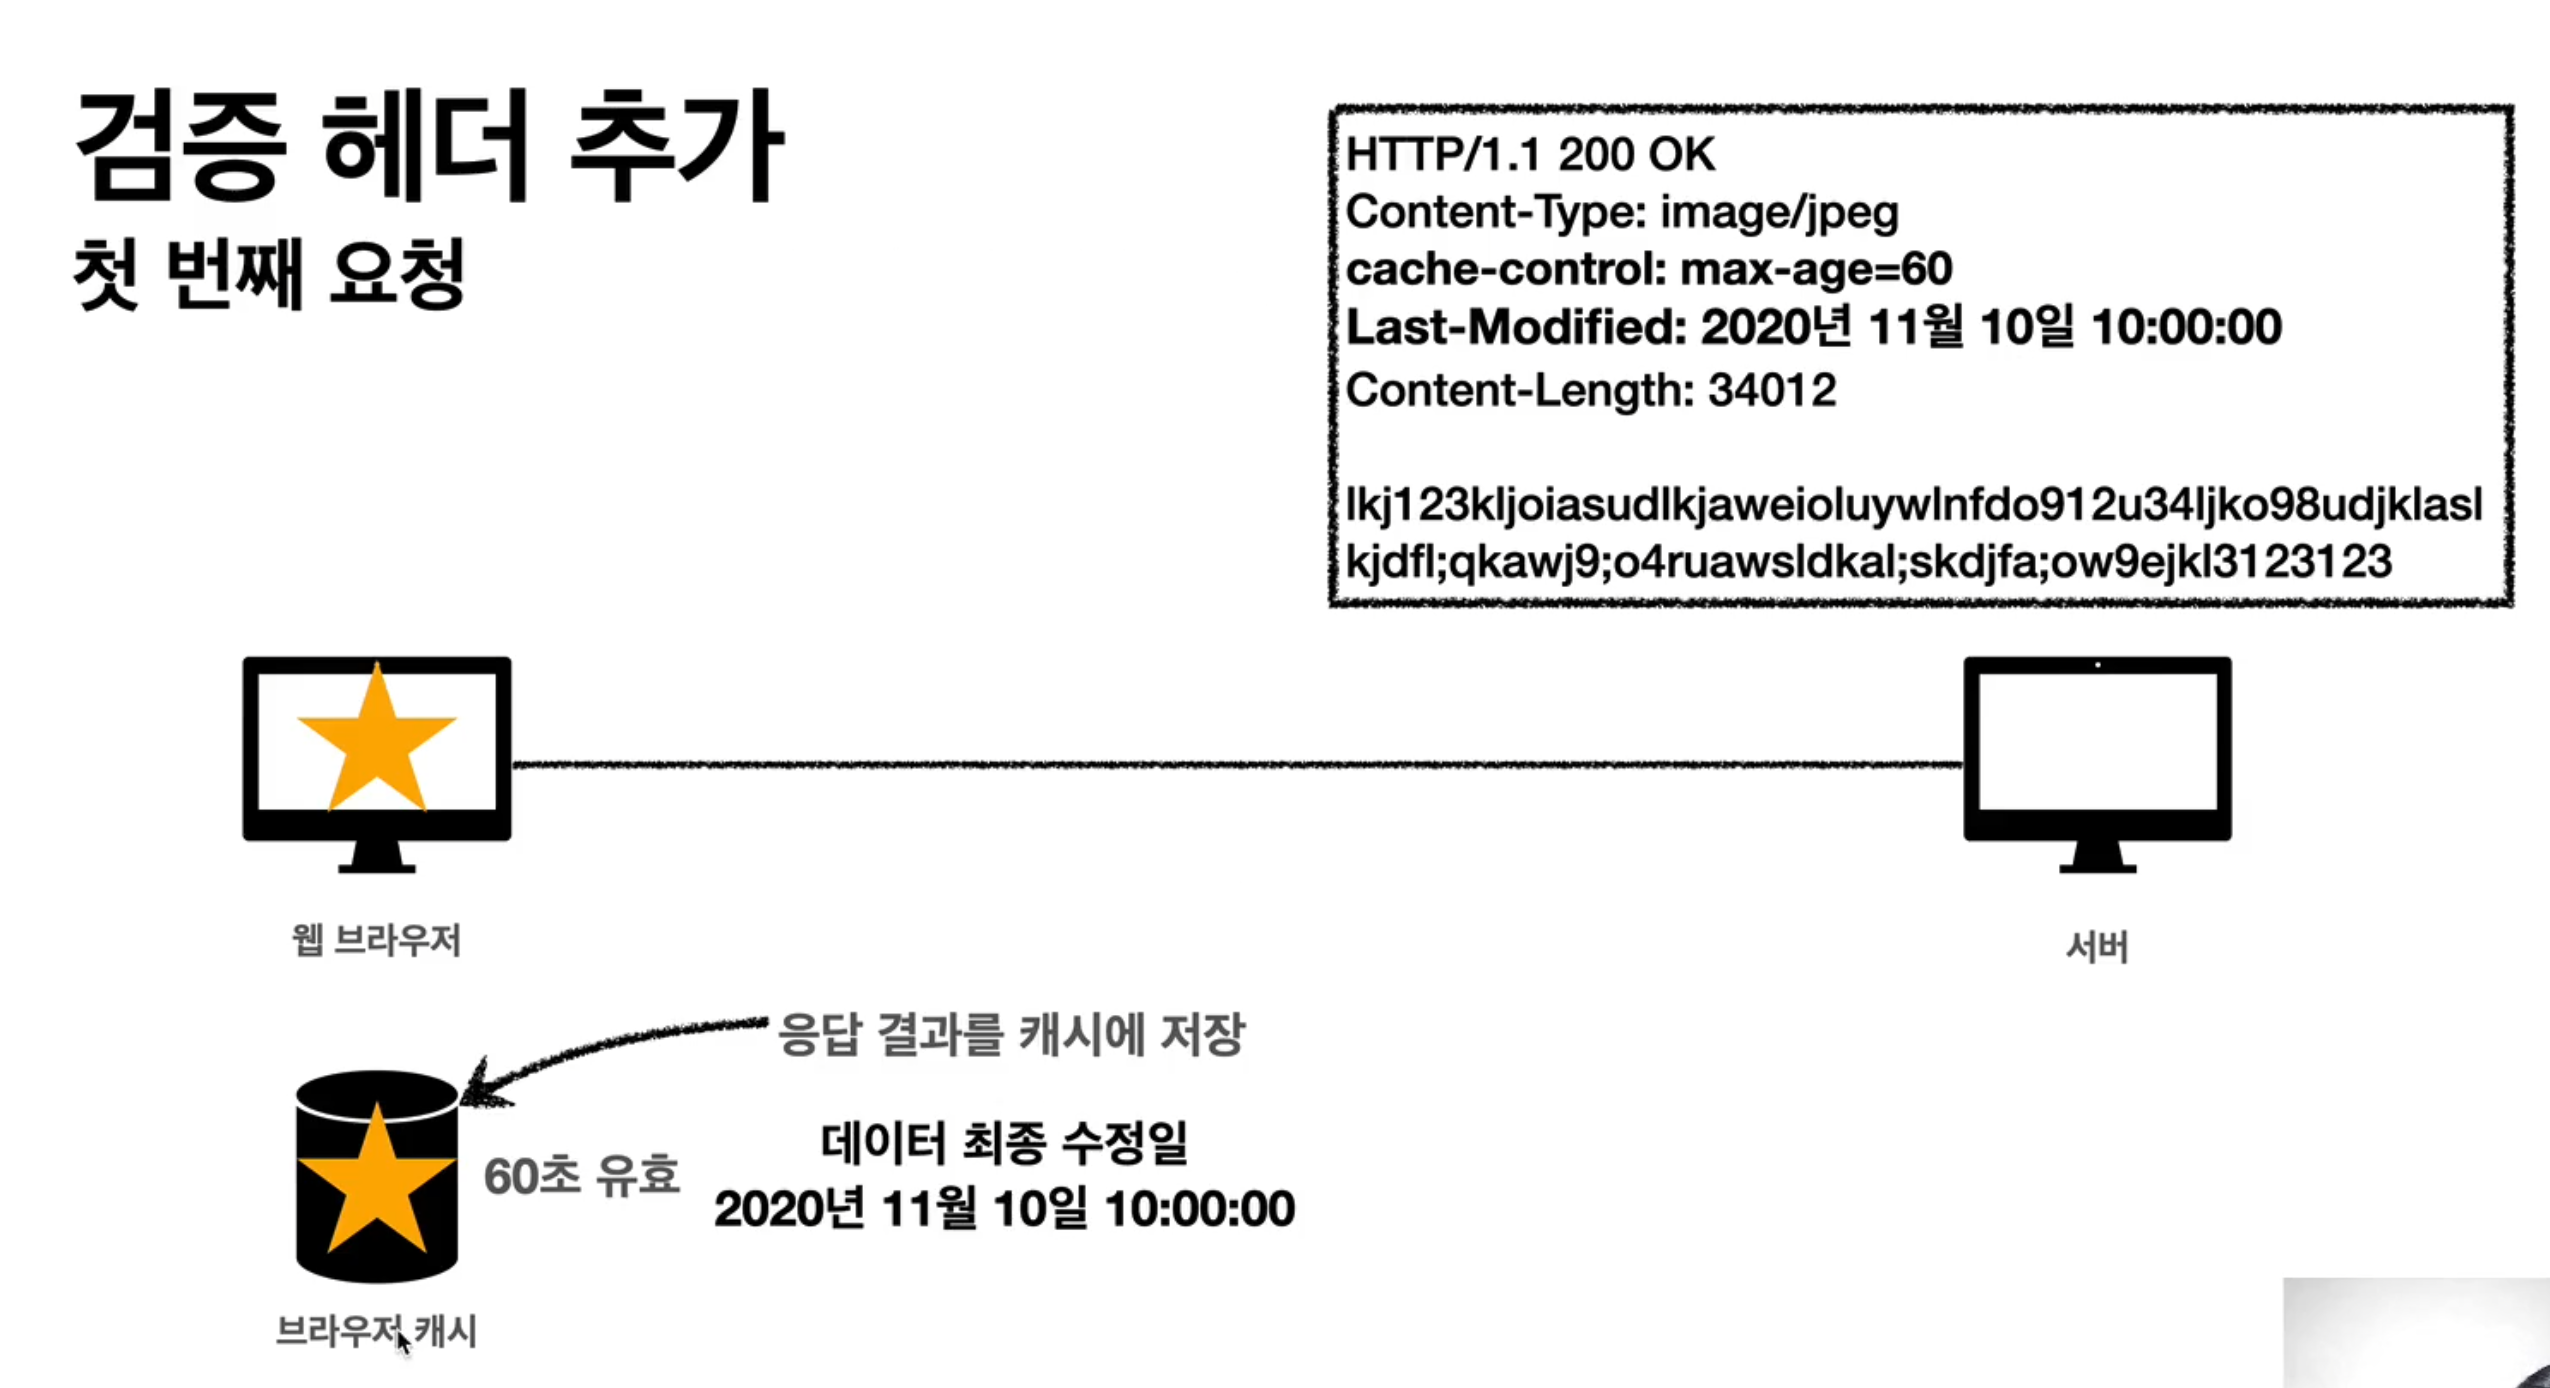 검증 헤더 추가
첫 번째 요청
HTTP/1.1 200 OK
Content-Type: image/jpeg
cache-control: max-age=60
Last-Modified: 2020년 11월 10일 10:00:00
Content-Length: 34012
lkj123kljoiasudlkjaweioluywlnfdo912u34ljko98udjklasl
kjdfl;qkawj9;o4ruawsldkal;skdjfa;ow9ejkl3123123
웹 브라우저
서버
응답 결과를 캐시에 저장
60초 유효
데이터 최종 수정일
2020년 11월 10일 10:00:00
브라우저 캐시